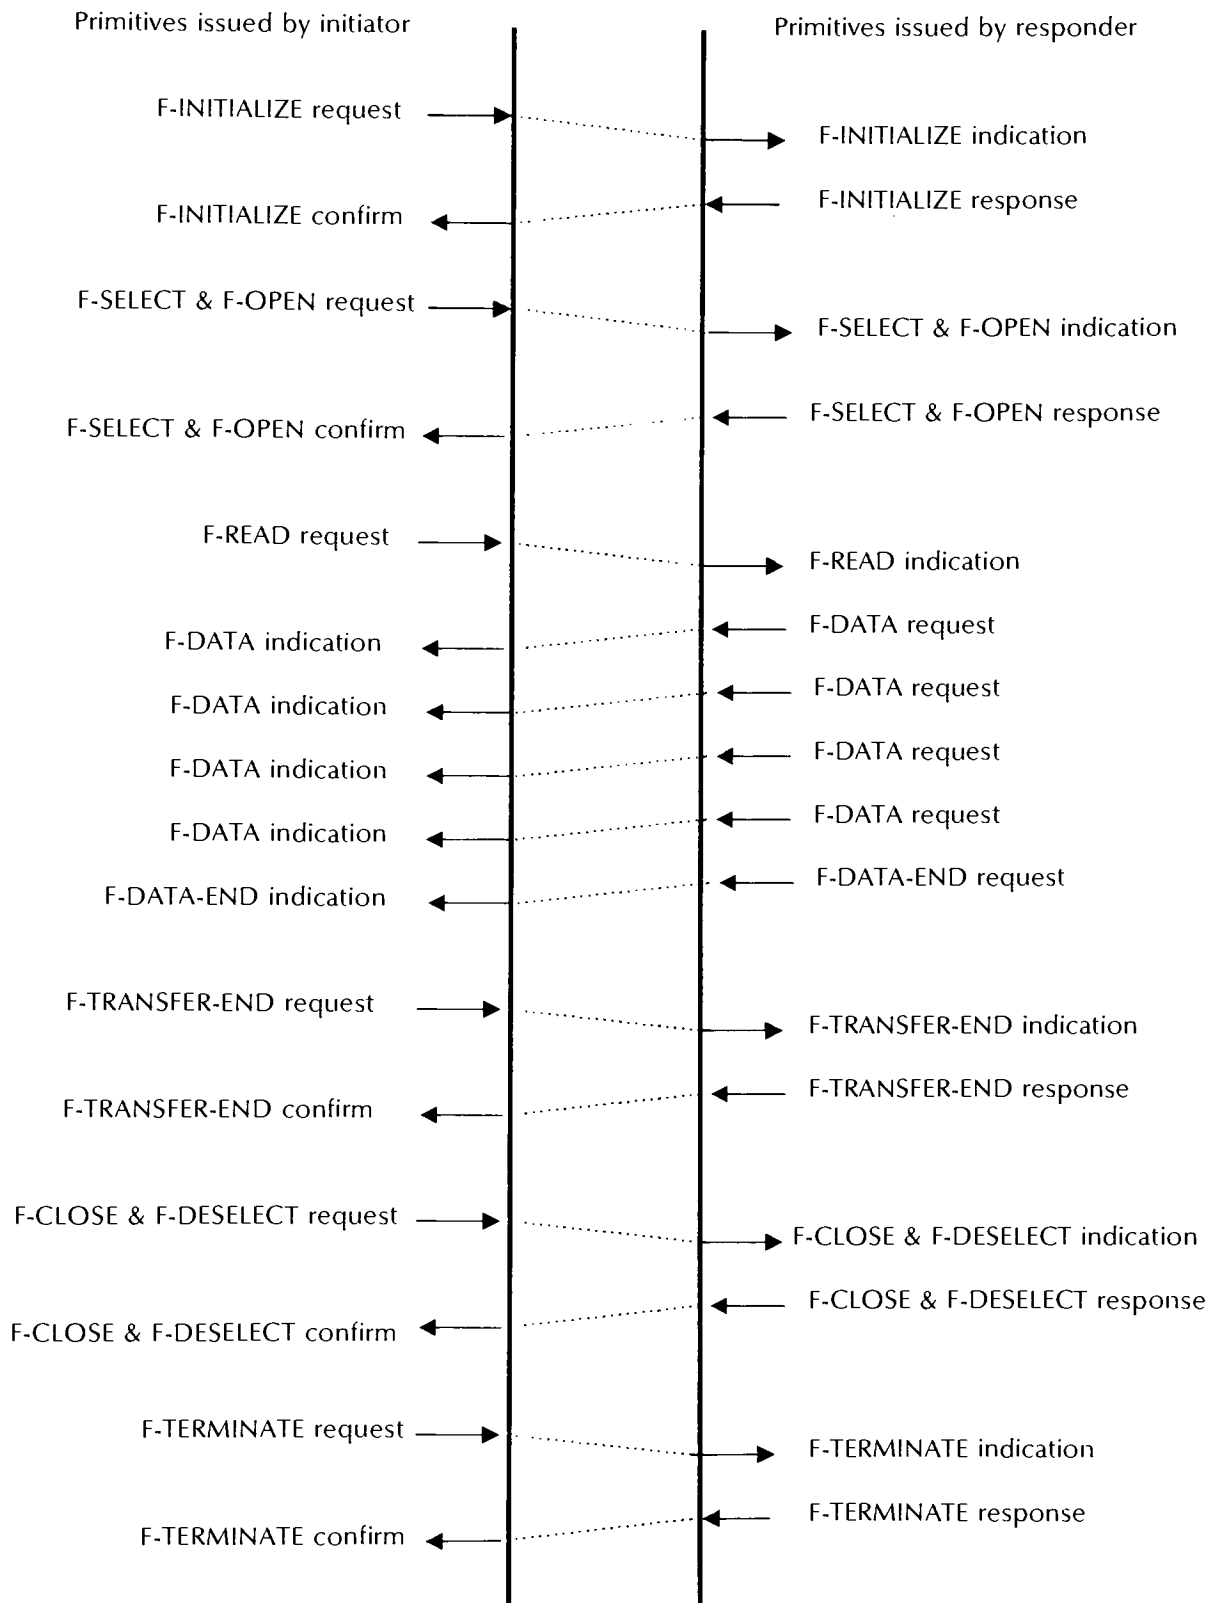 Primitives issued by initiator
Primitives issued by responder
F-INITIALIZE request
F-INITIALIZE indication
F-INITIALIZE response
F-INITIALIZE confirm
F-SELECT & F-OPEN request
F-SELECT & F-OPEN indication
F-SELECT & F-OPEN response
F-SELECT & F-OPEN confirm
F-READ request
F-READ indication
F-DATA request
F-DATA indication
F-DATA request
F-DATA indication
F-DATA request
F-DATA indication
F-DATA request
F-DATA indication
F-DATA-END request
F-DATA-END indication
F-TRANSFER-END request
F-TRANSFER-END indication
F-TRANSFER-END response
F-TRANSFER-END confirm
F-CLOSE & F-DESELECT request
F-CLOSE & F-DESELECT indication
F-CLOSE & F-DESELECT response
F-CLOSE & F-DESELECT confirm
F-TERMINATE request
F-TERMINATE indication
F-TERMINATE response
F-TERMINATE confirm